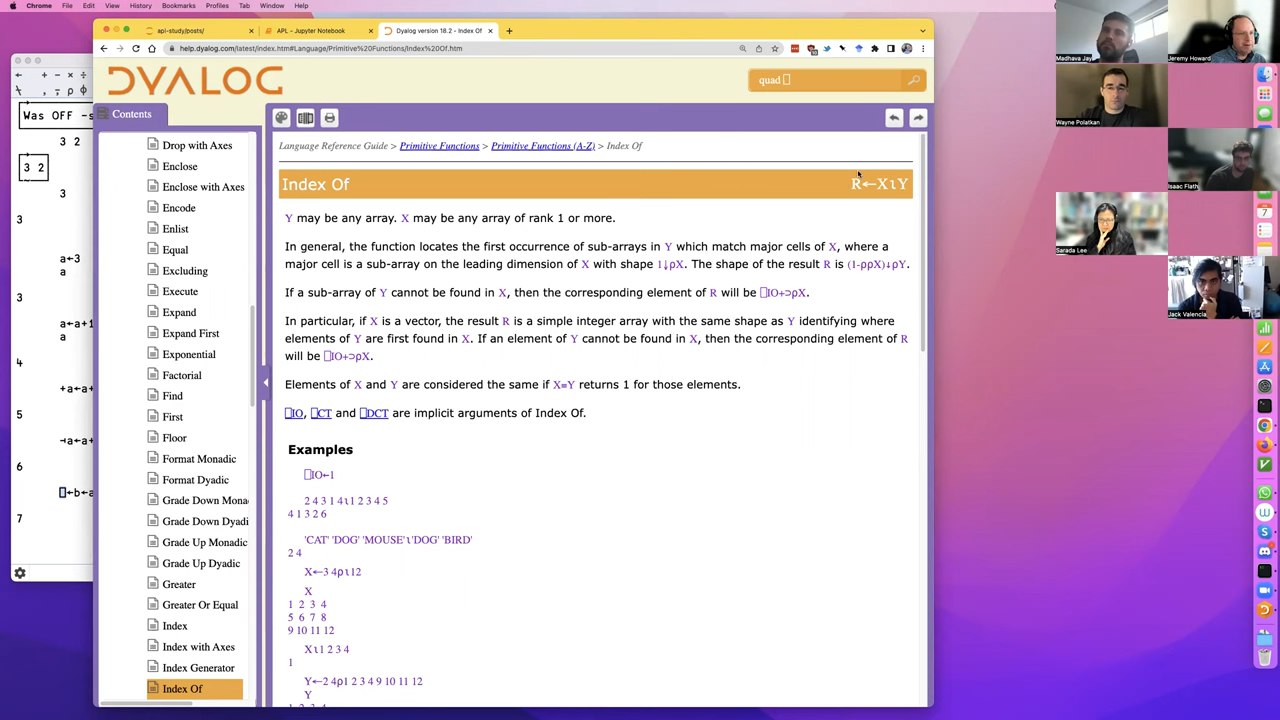 Chrome File Edit View History Bookmarks Profiles Tab Window Help
apl-study/posts/
APL - Jupyter Notebook
Dyalog version 18.2 - Index Of
help.dyalog.com/latest/index.htm#Language/Primitive%20Functions/Index%20Of.htm
DYALOG
quad ⎕
Contents
Drop with Axes
Enclose
Enclose with Axes
Encode
Enlist
Equal
Excluding
Execute
Expand
Expand First
Exponential
Factorial
Find
First
Floor
Format Monadic
Format Dyadic
Grade Down Mona
Grade Down Dyadi
Grade Up Monadic
Grade Up Dyadic
Greater
Greater Or Equal
Index
Index with Axes
Index Generator
Index Of
Language Reference Guide > Primitive Functions > Primitive Functions (A-Z) > Index Of
Index Of R←X⍳Y
Y may be any array. X may be any array of rank 1 or more.
In general, the function locates the first occurrence of sub-arrays in Y which match major cells of X, where a
major cell is a sub-array on the leading dimension of X with shape 1↓⍴X. The shape of the result R is (1-⍴⍴X)↓⍴Y.
If a sub-array of Y cannot be found in X, then the corresponding element of R will be ⎕IO+⊃⍴X.
In particular, if X is a vector, the result R is a simple integer array with the same shape as Y identifying where
elements of Y are first found in X. If an element of Y cannot be found in X, then the corresponding element of R
will be ⎕IO+⊃⍴X.
Elements of X and Y are considered the same if X≡Y returns 1 for those elements.
⎕IO, ⎕CT and ⎕DCT are implicit arguments of Index Of.
Examples
⎕IO←1
2 4 3 1 4⍳1 2 3 4 5
4 1 3 2 6
'CAT' 'DOG' 'MOUSE'⍳'DOG' 'BIRD'
2 4
X←3 4⍴⍳12
X
1 2 3 4
5 6 7 8
9 10 11 12
X⍳1 2 3 4
1
Y←2 4⍴1 2 3 4 9 10 11 12
Y
Was OFF -s
3 2
3 2
3
3
a←3
a
3
a←a+1
a
4
+a←a+
5
⊣a←a+
6
⎕←b←a
7
Madhava Jay
Jeremy Howard
Wayne Polatkan
Isaac Flath
Sarada Lee
Jack Valencia